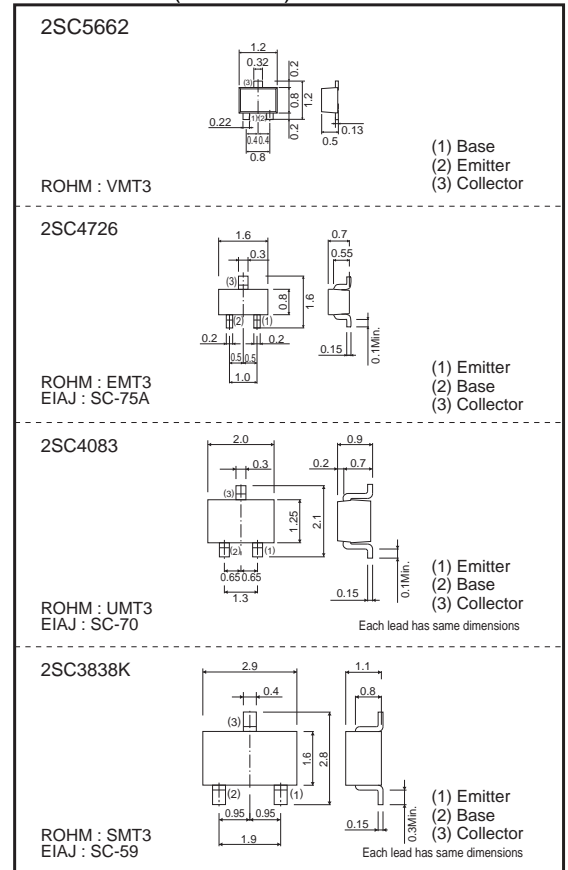 2SC5662
1.2
0.32
0.2
(3)
0.8
1.2
(1)(2)
0.22
0.2
0.13
0.4 0.4
0.5
0.8
(1) Base
(2) Emitter
(3) Collector
ROHM : VMT3
2SC4726
1.6
0.7
0.3
0.55
(3)
0.8
1.6
(2) (1)
0.2
0.2
0.15
0.1Min.
0.5 0.5
1.0
(1) Emitter
(2) Base
(3) Collector
ROHM : EMT3
EIAJ : SC-75A
2SC4083
2.0
0.9
0.3
0.2
0.7
(3)
1.25
2.1
(2) (1)
0.65 0.65
1.3
0.15
0.1Min.
(1) Emitter
(2) Base
(3) Collector
ROHM : UMT3
EIAJ : SC-70
Each lead has same dimensions
2SC3838K
2.9
1.1
0.4
0.8
(3)
1.6
2.8
(2) (1)
0.95 0.95
1.9
0.15
0.3Min.
(1) Emitter
(2) Base
(3) Collector
ROHM : SMT3
EIAJ : SC-59
Each lead has same dimensions